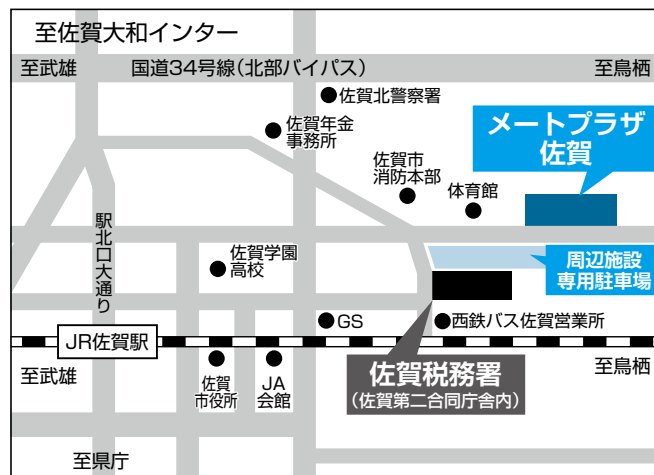 至佐賀大和インター
至武雄
国道34号線(北部バイパス)
至鳥栖
佐賀北警察署
佐賀年金
事務所
メートプラザ
佐賀
佐賀市
消防本部
体育館
駅北口大通り
佐賀学園
高校
周辺施設
専用駐車場
GS
西鉄バス佐賀営業所
JR佐賀駅
至武雄
佐賀
市役所
JA
会館
佐賀税務署
(佐賀第二合同庁舎内)
至鳥栖
至県庁